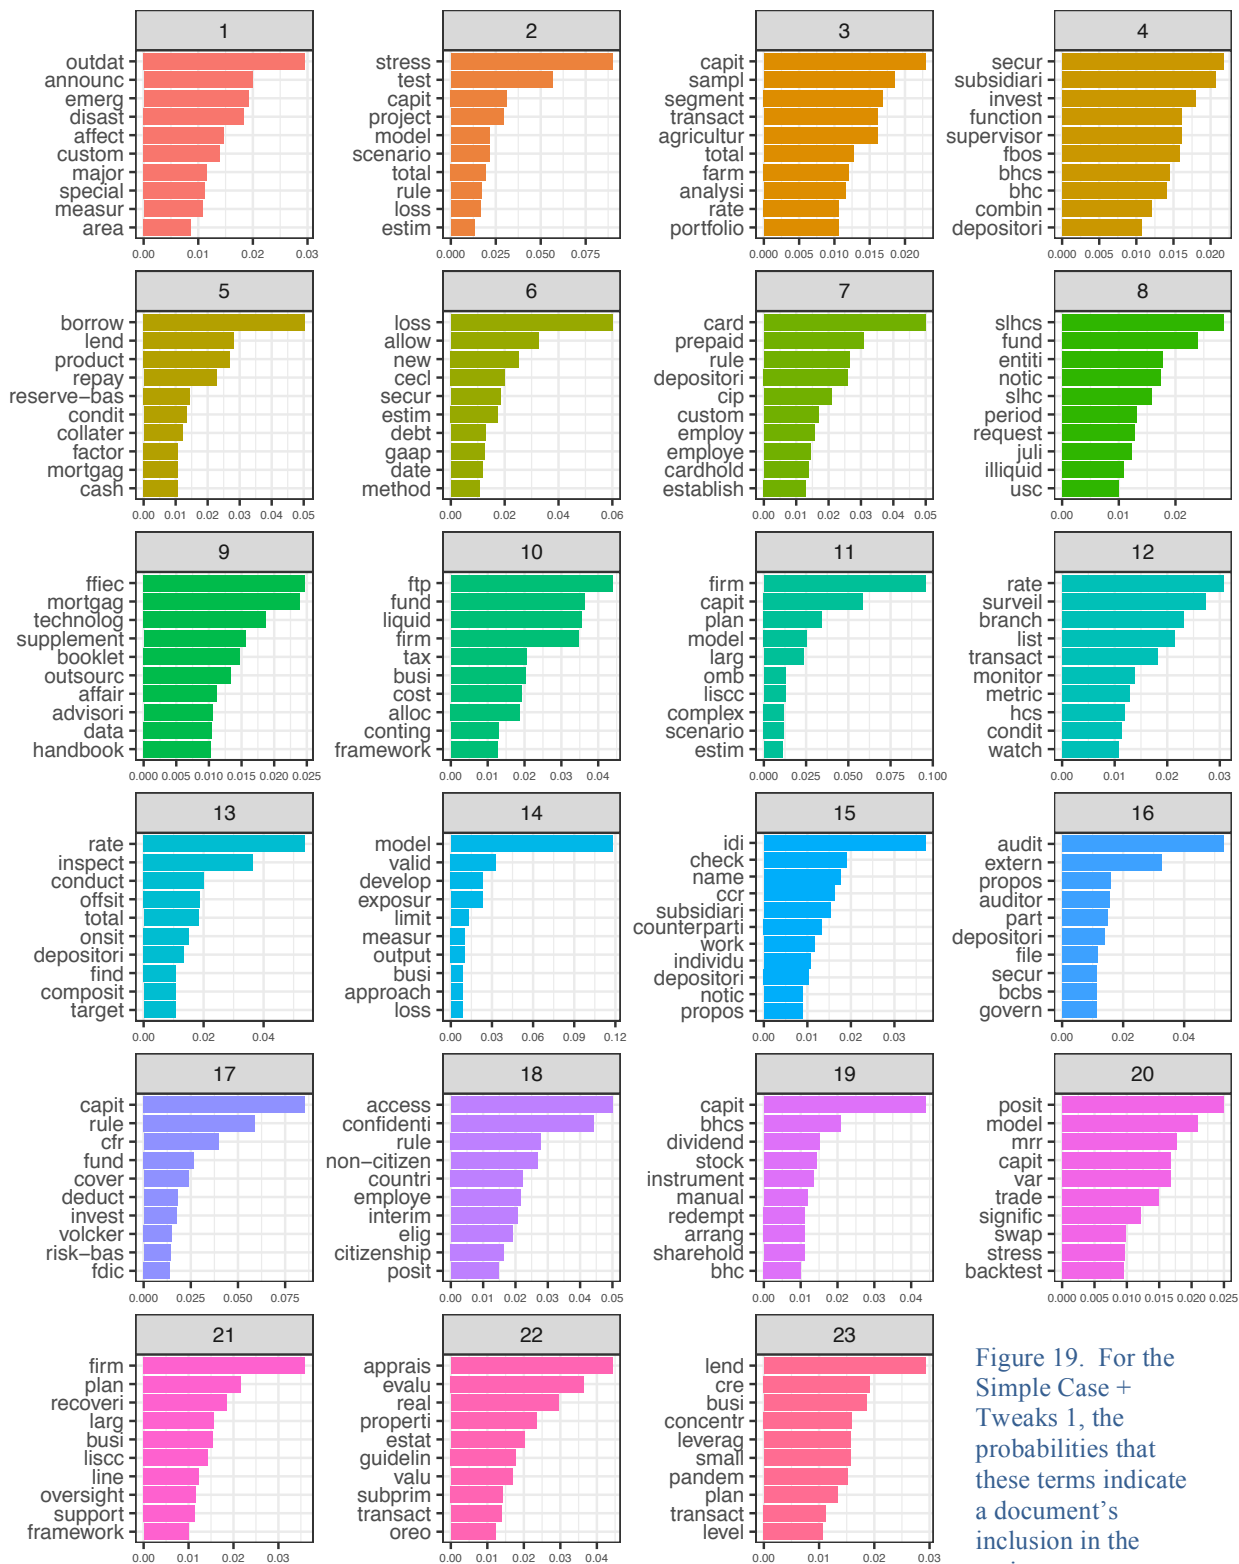 1
outdat
announc
emerg
disast
affect
custom
major
special
measur
area
0.00 0.01 0.02 0.03
2
stress
test
capit
project
model
scenario
total
rule
loss
estim
0.000 0.025 0.050 0.075
3
capit
sampl
segment
transact
agricultur
total
farm
analysi
rate
portfolio
0.000 0.005 0.010 0.015 0.020
4
secur
subsidiari
invest
function
supervisor
fbos
bhcs
bhc
combin
depositori
0.000 0.005 0.010 0.015 0.020
5
borrow
lend
product
repay
reserve-bas
condit
collater
factor
mortgag
cash
0.00 0.01 0.02 0.03 0.04 0.05
6
loss
allow
new
cecl
secur
estim
debt
gaap
date
method
0.00 0.02 0.04 0.06
7
card
prepaid
rule
depositori
cip
custom
employ
employe
cardhold
establish
0.00 0.01 0.02 0.03 0.04 0.05
8
slhcs
fund
entiti
notic
slhc
period
request
juli
illiquid
usc
0.00 0.01 0.02
9
ffiec
mortgag
technolog
supplement
booklet
outsourc
affair
advisori
data
handbook
0.000 0.005 0.010 0.015 0.020 0.025
10
ftp
fund
liquid
firm
tax
busi
cost
alloc
conting
framework
0.00 0.01 0.02 0.03 0.04
11
firm
capit
plan
model
larg
omb
liscc
complex
scenario
estim
0.000 0.025 0.050 0.075 0.100
12
rate
surveil
branch
list
transact
monitor
metric
hcs
condit
watch
0.00 0.01 0.02 0.03
13
rate
inspect
conduct
offsit
total
onsit
depositori
find
composit
target
0.00 0.02 0.04
14
model
valid
develop
exposur
limit
measur
output
busi
approach
loss
0.00 0.03 0.06 0.09 0.12
15
idi
check
name
ccr
subsidiari
counterparti
work
individu
depositori
notic
propos
0.00 0.01 0.02 0.03
16
audit
extern
propos
auditor
part
depositori
file
secur
bcbs
govern
0.00 0.02 0.04
17
capit
rule
cfr
fund
cover
deduct
invest
volcker
risk-bas
fdic
0.000 0.025 0.050 0.075
18
access
confidenti
rule
non-citizen
countri
employe
interim
elig
citizenship
posit
0.00 0.01 0.02 0.03 0.04 0.05
19
capit
bhcs
dividend
stock
instrument
manual
redempt
arrang
sharehold
bhc
0.00 0.01 0.02 0.03 0.04
20
posit
model
mrr
capit
var
trade
signific
swap
stress
backtest
0.000 0.005 0.010 0.015 0.020 0.025
21
firm
plan
recoveri
larg
busi
liscc
line
oversight
support
framework
0.00 0.01 0.02 0.03
22
apprais
evalu
real
properti
estat
guidelin
valu
subprim
transact
oreo
0.00 0.01 0.02 0.03 0.04
23
lend
cre
busi
concentr
leverag
small
pandem
plan
transact
level
0.00 0.01 0.02 0.03
Figure 19. For the
Simple Case +
Tweaks 1, the
probabilities that
these terms indicate
a document's
inclusion in the